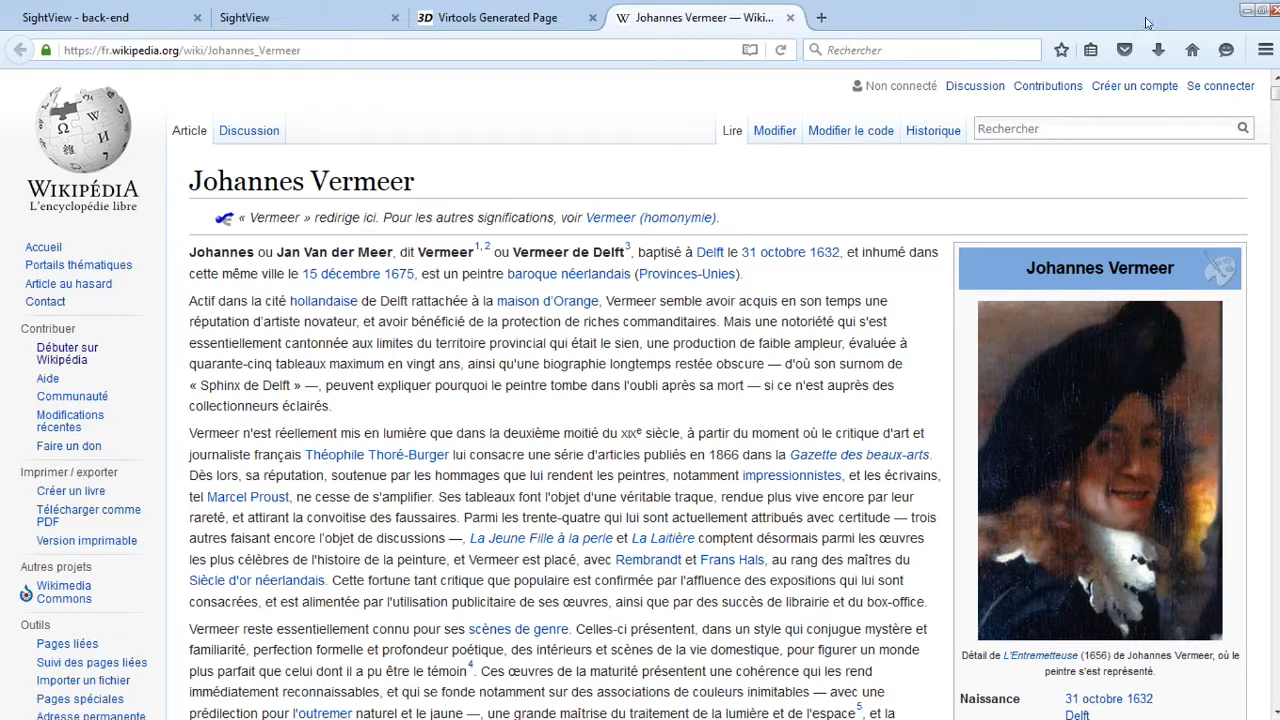 SightView - back-end
SightView
3D Virtools Generated Page
W Johannes Vermeer — Wiki...
https://fr.wikipedia.org/wiki/Johannes_Vermeer
Rechercher
Non connecté Discussion Contributions Créer un compte Se connecter
Article Discussion
Lire Modifier Modifier le code Historique
Rechercher
WIKIPÉDIA
L'encyclopédie libre
Accueil
Portails thématiques
Article au hasard
Contact
Contribuer
Débuter sur
Wikipédia
Aide
Communauté
Modifications
récentes
Faire un don
Imprimer / exporter
Créer un livre
Télécharger comme
PDF
Version imprimable
Autres projets
Wikimedia
Commons
Outils
Pages liées
Suivi des pages liées
Importer un fichier
Pages spéciales
Adresse permanente
Johannes Vermeer
« Vermeer » redirige ici. Pour les autres significations, voir Vermeer (homonymie).
Johannes ou Jan Van der Meer, dit Vermeer1, 2 ou Vermeer de Delft3, baptisé à Delft le 31 octobre 1632, et inhumé dans
cette même ville le 15 décembre 1675, est un peintre baroque néerlandais (Provinces-Unies).
Actif dans la cité hollandaise de Delft rattachée à la maison d'Orange, Vermeer semble avoir acquis en son temps une
réputation d'artiste novateur, et avoir bénéficié de la protection de riches commanditaires. Mais une notoriété qui s'est
essentiellement cantonnée aux limites du territoire provincial qui était le sien, une production de faible ampleur, évaluée à
quarante-cinq tableaux maximum en vingt ans, ainsi qu'une biographie longtemps restée obscure — d'où son surnom de
« Sphinx de Delft » —, peuvent expliquer pourquoi le peintre tombe dans l'oubli après sa mort — si ce n'est auprès des
collectionneurs éclairés.
Vermeer n'est réellement mis en lumière que dans la deuxième moitié du XIXe siècle, à partir du moment où le critique d'art et
journaliste français Théophile Thoré-Burger lui consacre une série d'articles publiés en 1866 dans la Gazette des beaux-arts.
Dès lors, sa réputation, soutenue par les hommages que lui rendent les peintres, notamment impressionnistes, et les écrivains,
tel Marcel Proust, ne cesse de s'amplifier. Ses tableaux font l'objet d'une véritable traque, rendue plus vive encore par leur
rareté, et attirant la convoitise des faussaires. Parmi les trente-quatre qui lui sont actuellement attribués avec certitude — trois
autres faisant encore l'objet de discussions —, La Jeune Fille à la perle et La Laitière comptent désormais parmi les œuvres
les plus célèbres de l'histoire de la peinture, et Vermeer est placé, avec Rembrandt et Frans Hals, au rang des maîtres du
Siècle d'or néerlandais. Cette fortune tant critique que populaire est confirmée par l'affluence des expositions qui lui sont
consacrées, et est alimentée par l'utilisation publicitaire de ses œuvres, ainsi que par des succès de librairie et du box-office.
Vermeer reste essentiellement connu pour ses scènes de genre. Celles-ci présentent, dans un style qui conjugue mystère et
familiarité, perfection formelle et profondeur poétique, des intérieurs et scènes de la vie domestique, pour figurer un monde
plus parfait que celui dont il a pu être le témoin4. Ces œuvres de la maturité présentent une cohérence qui les rend
immédiatement reconnaissables, et qui se fonde notamment sur des associations de couleurs inimitables — avec une
prédilection pour l'outremer naturel et le jaune —, une grande maîtrise du traitement de la lumière et de l'espace5, et la
Johannes Vermeer
Détail de L'Entremetteuse (1656) de Johannes Vermeer, où le
peintre s'est représenté.
Naissance 31 octobre 1632
Delft